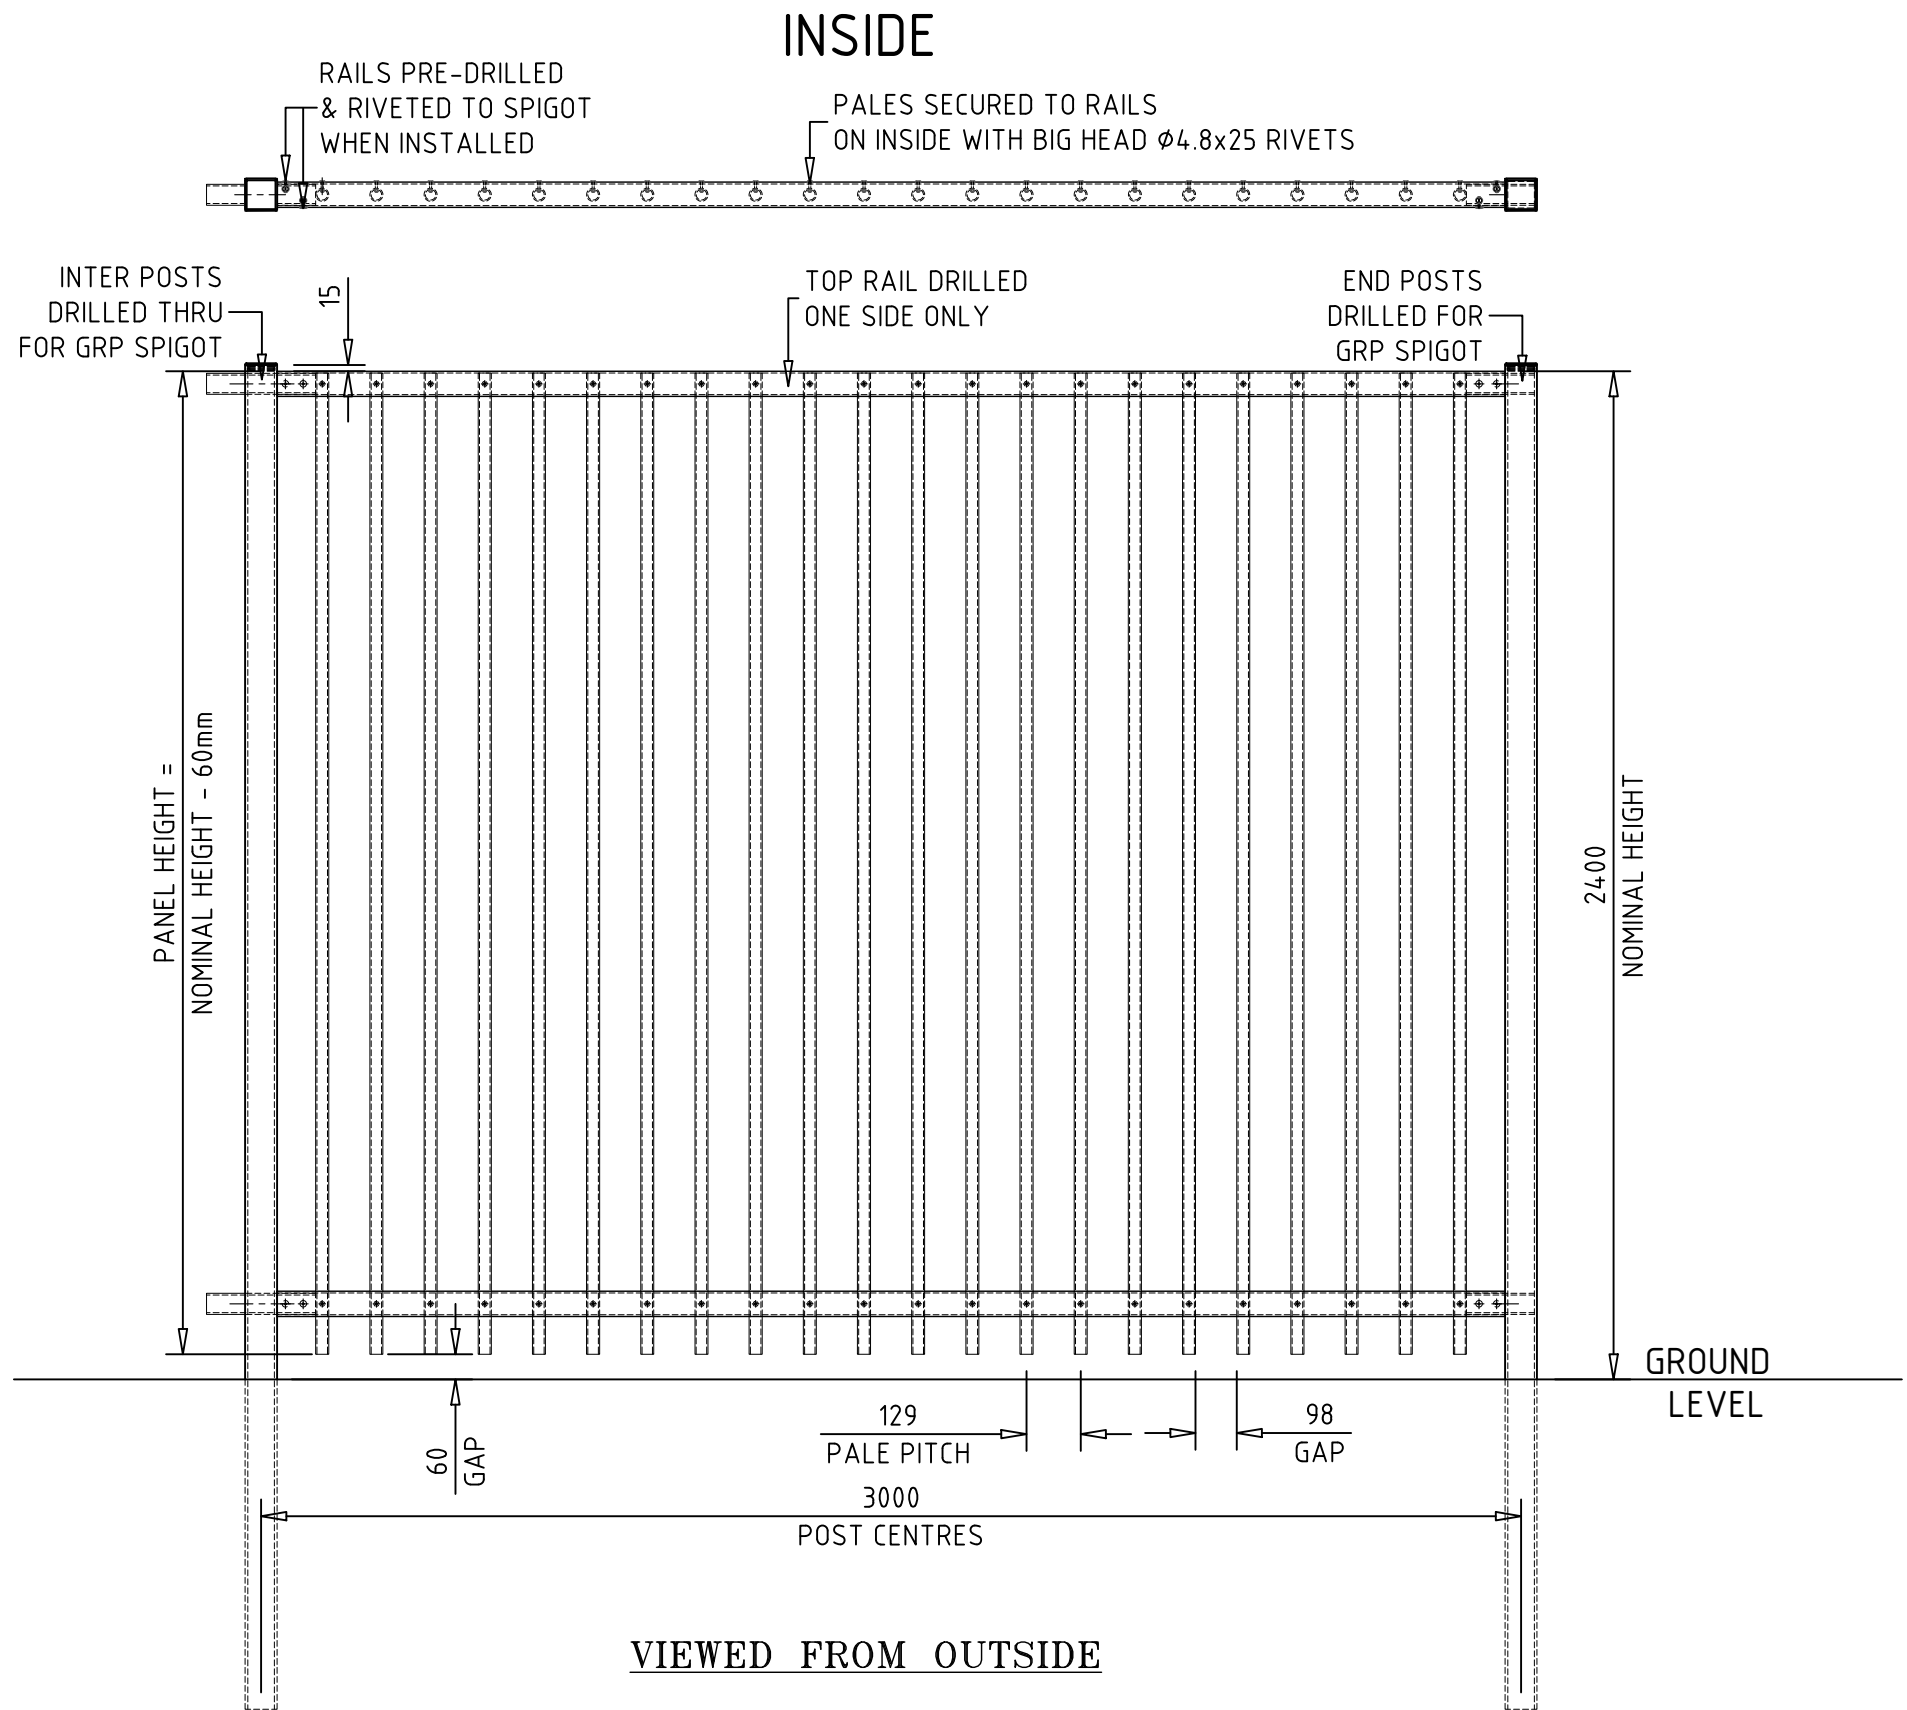 INSIDE
RAILS PRE-DRILLED
& RIVETED TO SPIGOT
WHEN INSTALLED
PALES SECURED TO RAILS
ON INSIDE WITH BIG HEAD Ø4.8x25 RIVETS
INTER POSTS
DRILLED THRU
FOR GRP SPIGOT
15
TOP RAIL DRILLED
ONE SIDE ONLY
END POSTS
DRILLED FOR
GRP SPIGOT
PANEL HEIGHT =
NOMINAL HEIGHT - 60mm
2400
NOMINAL HEIGHT
GROUND
LEVEL
60
GAP
129
PALE PITCH
98
GAP
3000
POST CENTRES
VIEWED FROM OUTSIDE